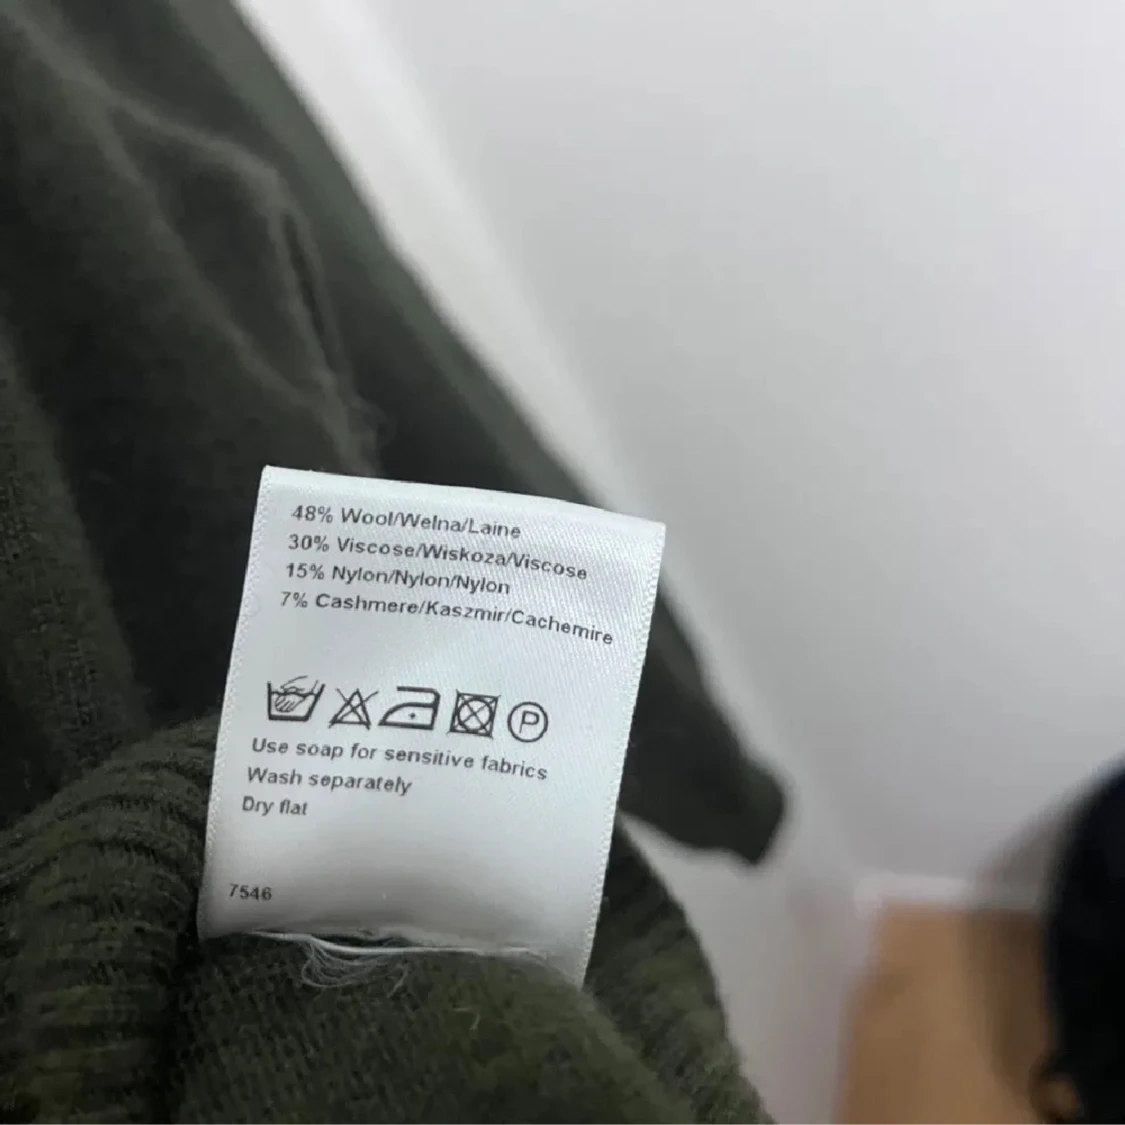 48% Wool/Wełna/Laine
30% Viscose/Wiskoza/Viscose
15% Nylon/Nylon/Nylon
7% Cashmere/Kaszmir/Cachemire
P
Use soap for sensitive fabrics
Wash separately
Dry flat
7546